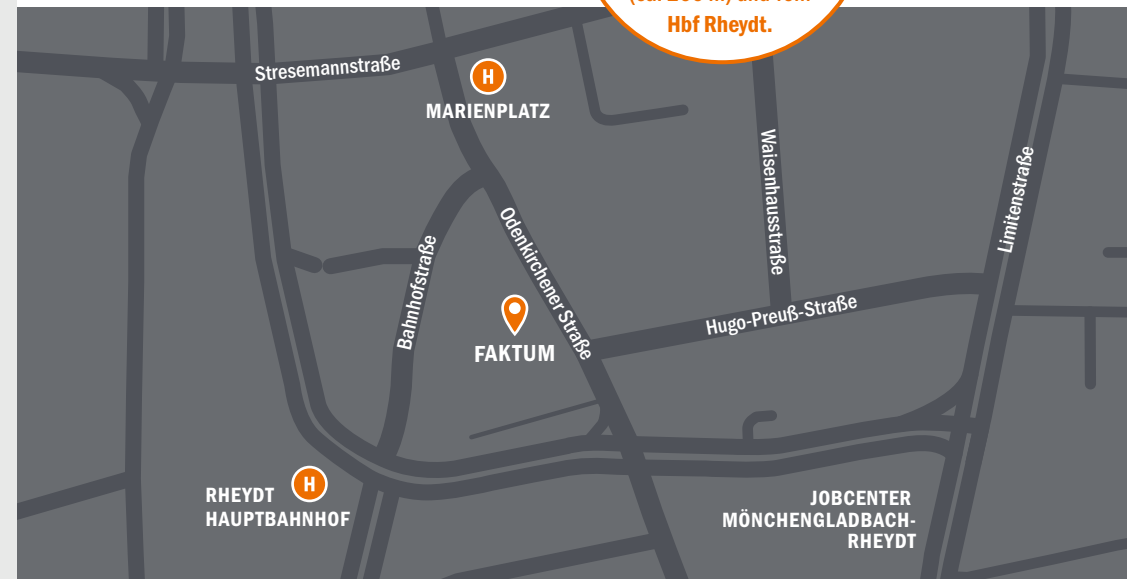 Hbf Rheydt.
Stresemannstraße
H
MARIENPLATZ
Waisenhausstraße
Limitenstraße
Odenkirchener Straße
Bahnhofstraße
Hugo-Preuß-Straße
FAKTUM
H
RHEYDT
HAUPTBAHNHOF
JOBCENTER
MÖNCHENGLADBACH-
RHEYDT